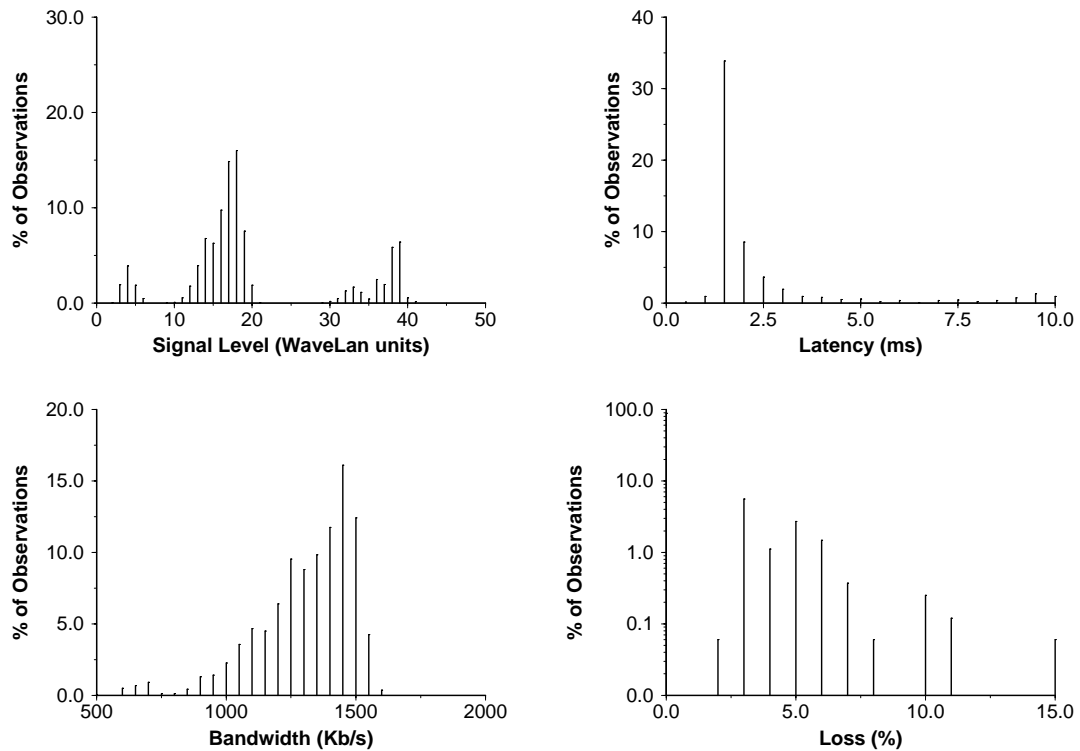 30.0
20.0
10.0
0.0
% of Observations
0 10 20 30 40 50
Signal Level (WaveLan units)
40
30
20
10
0
% of Observations
0.0 2.5 5.0 7.5 10.0
Latency (ms)
20.0
15.0
10.0
5.0
0.0
% of Observations
500 1000 1500 2000
Bandwidth (Kb/s)
100.0
10.0
1.0
0.1
0.0
% of Observations
0.0 5.0 10.0 15.0
Loss (%)